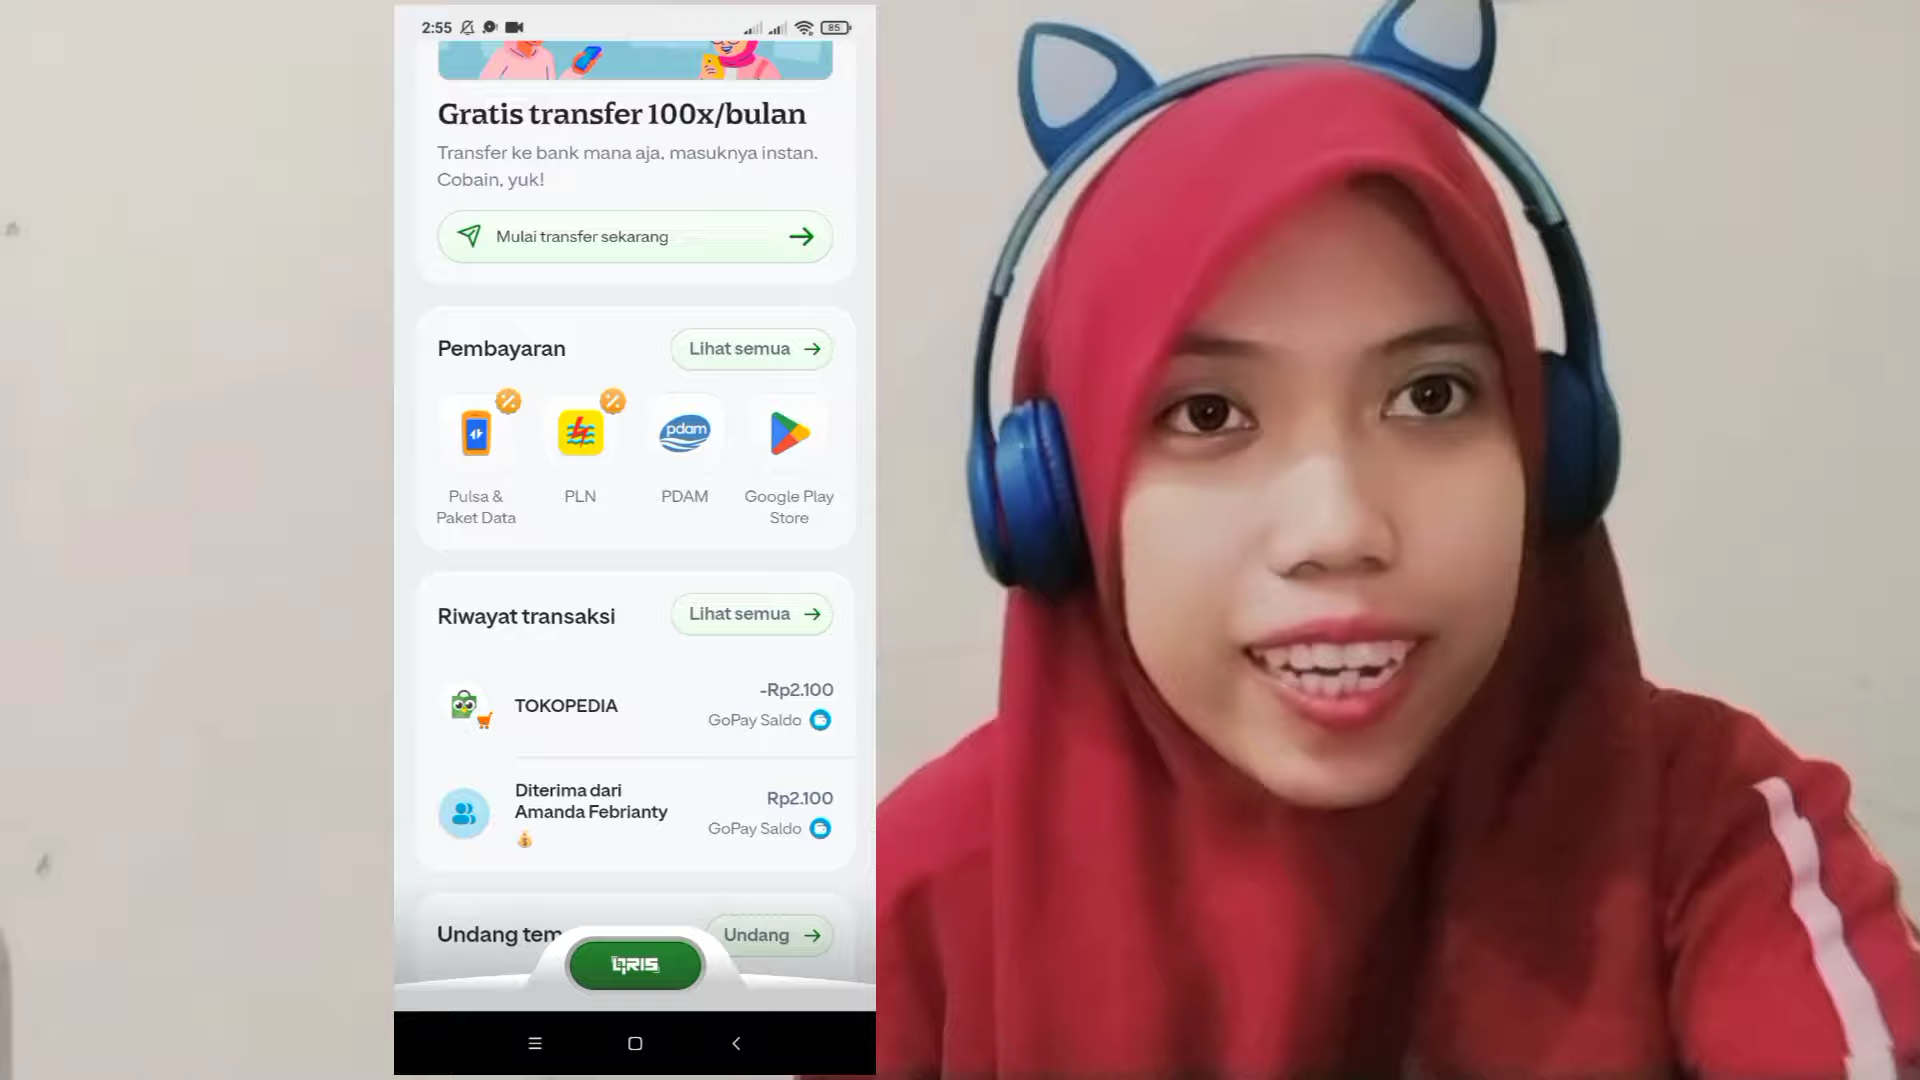 2:55
85
Gratis transfer 100x/bulan
Transfer ke bank mana aja, masuknya instan.
Cobain, yuk!
Mulai transfer sekarang
Pembayaran
Lihat semua
pdam
Pulsa &
Paket Data
PLN
PDAM
Google Play
Store
Riwayat transaksi
Lihat semua
TOKOPEDIA
-Rp2.100
GoPay Saldo
Diterima dari
Amanda Febrianty
Rp2.100
GoPay Saldo
Undang tem
Undang
QRIS